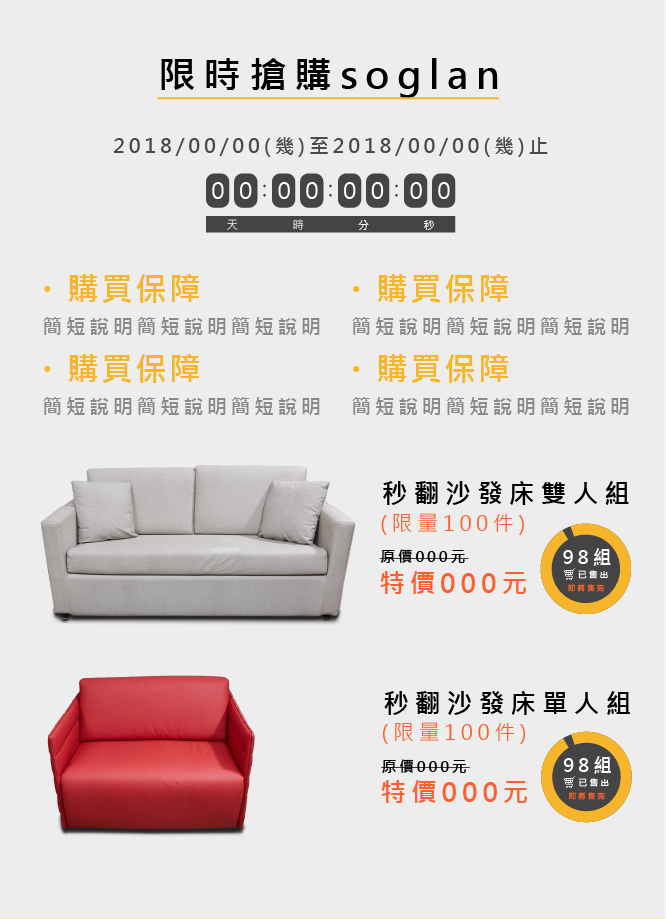 限時搶購soglan
2018/00/00(幾)至2018/00/00(幾)止
00:00:00:00
天 時 分 秒
• 購買保障
簡短說明簡短說明簡短說明
• 購買保障
簡短說明簡短說明簡短說明
• 購買保障
簡短說明簡短說明簡短說明
• 購買保障
簡短說明簡短說明簡短說明
秒翻沙發床雙人組
(限量100件)
原價000元
特價000元
98組
已售出
即將售完
秒翻沙發床單人組
(限量100件)
原價000元
特價000元
98組
已售出
即將售完